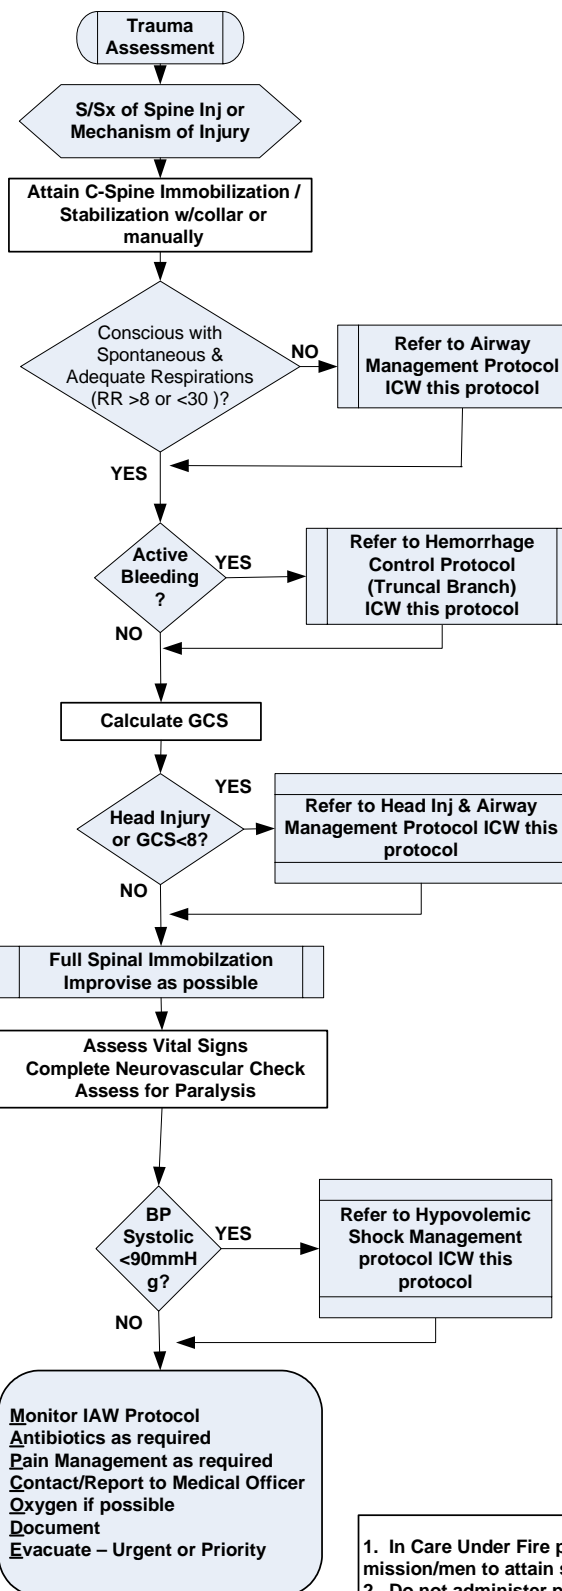 Trauma
Assessment
S/Sx of Spine Inj or
Mechanism of Injury
Attain C-Spine Immobilization /
Stabilization w/collar or
manually
Conscious with
Spontaneous &
Adequate Respirations
(RR >8 or <30 )?
NO
Refer to Airway
Management Protocol
ICW this protocol
YES
Active
Bleeding
?
YES
Refer to Hemorrhage
Control Protocol
(Truncal Branch)
ICW this protocol
NO
Calculate GCS
Head Injury
or GCS<8?
YES
Refer to Head Inj & Airway
Management Protocol ICW this
protocol
NO
Full Spinal Immobilzation
Improvise as possible
Assess Vital Signs
Complete Neurovascular Check
Assess for Paralysis
BP
Systolic
<90mmH
g?
YES
Refer to Hypovolemic
Shock Management
protocol ICW this
protocol
NO
Monitor IAW Protocol
Antibiotics as required
Pain Management as required
Contact/Report to Medical Officer
Oxygen if possible
Document
Evacuate – Urgent or Priority
1. In Care Under Fire
mission/men to attain
2. Do not administer